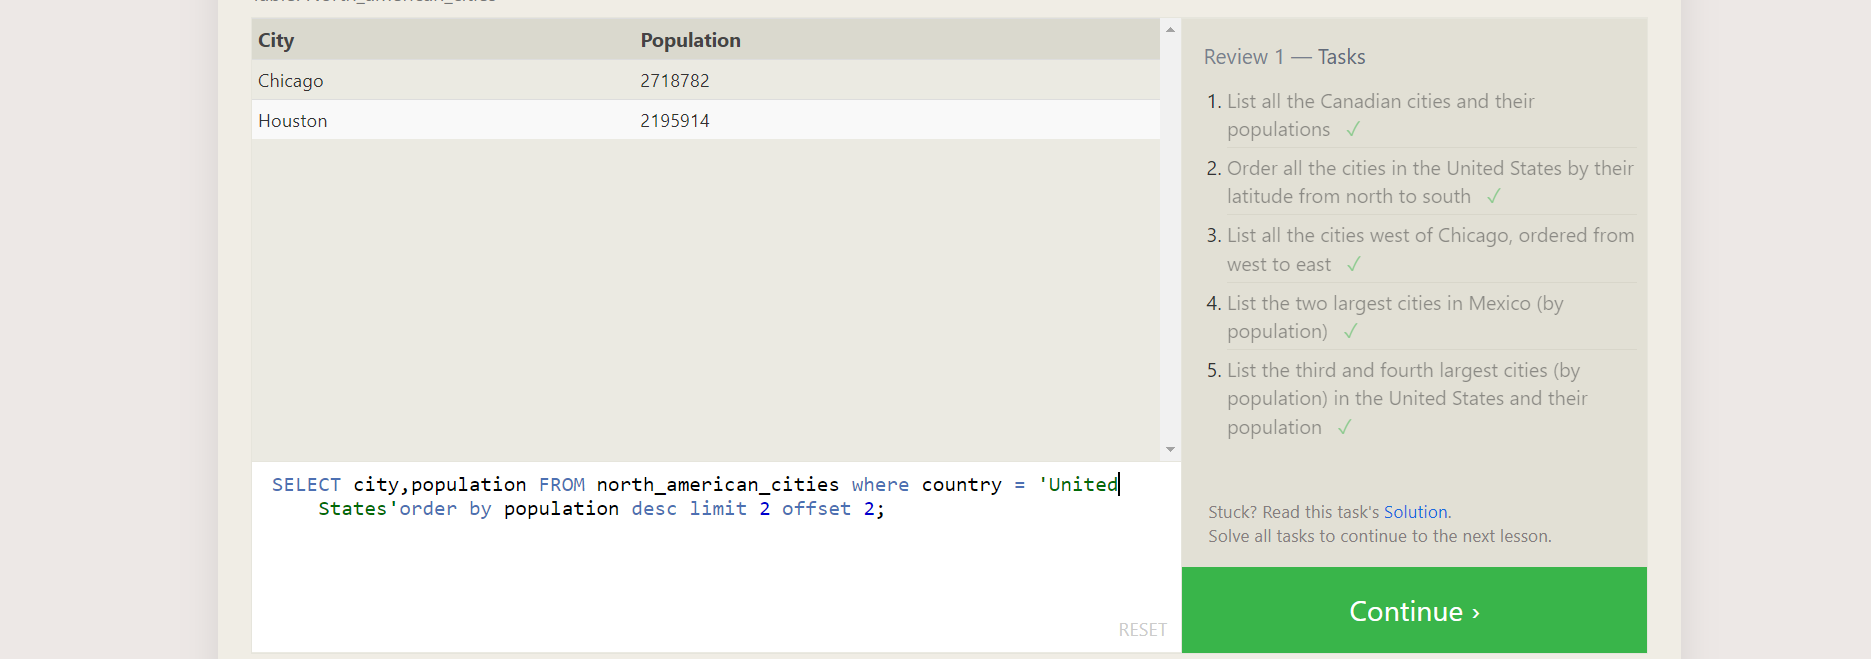 City Population
Chicago 2718782
Houston 2195914
Review 1 — Tasks
1. List all the Canadian cities and their
populations ✓
2. Order all the cities in the United States by their
latitude from north to south ✓
3. List all the cities west of Chicago, ordered from
west to east ✓
4. List the two largest cities in Mexico (by
population) ✓
5. List the third and fourth largest cities (by
population) in the United States and their
population ✓
SELECT city,population FROM north_american_cities where country = 'United
States'order by population desc limit 2 offset 2;
RESET
Stuck? Read this task's Solution.
Solve all tasks to continue to the next lesson.
Continue ›